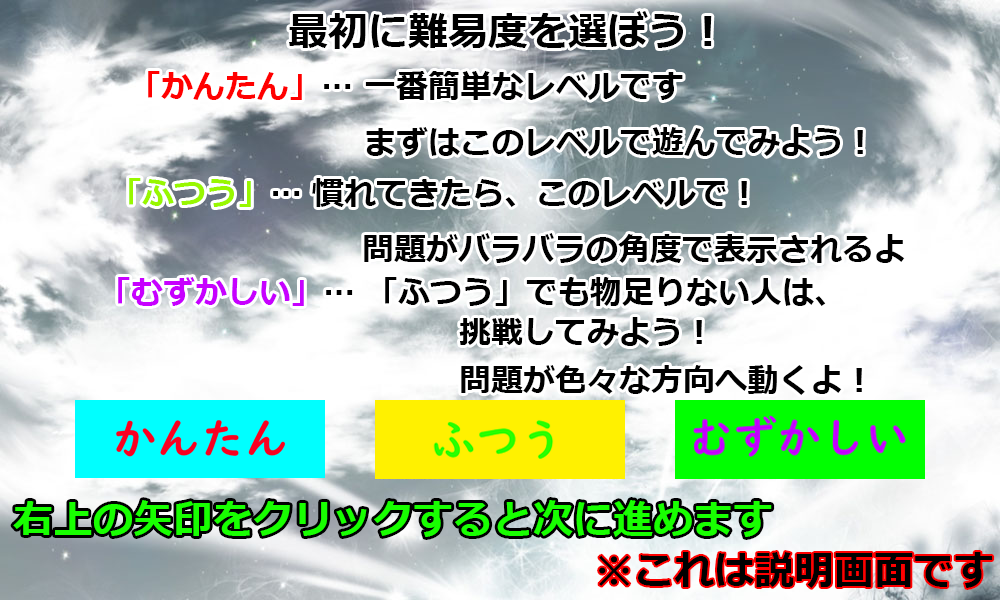 最初に難易度を選ぼう！
「かんたん」… 一番簡単なレベルです
まずはこのレベルで遊んでみよう！
「ふつう」… 慣れてきたら、このレベルで！
問題がバラバラの角度で表示されるよ
「むずかしい」… 「ふつう」でも物足りない人は、
挑戦してみよう！
問題が色々な方向へ動くよ！
かんたん
ふつう
むずかしい
右上の矢印をクリックすると次に進めます
※これは説明画面です